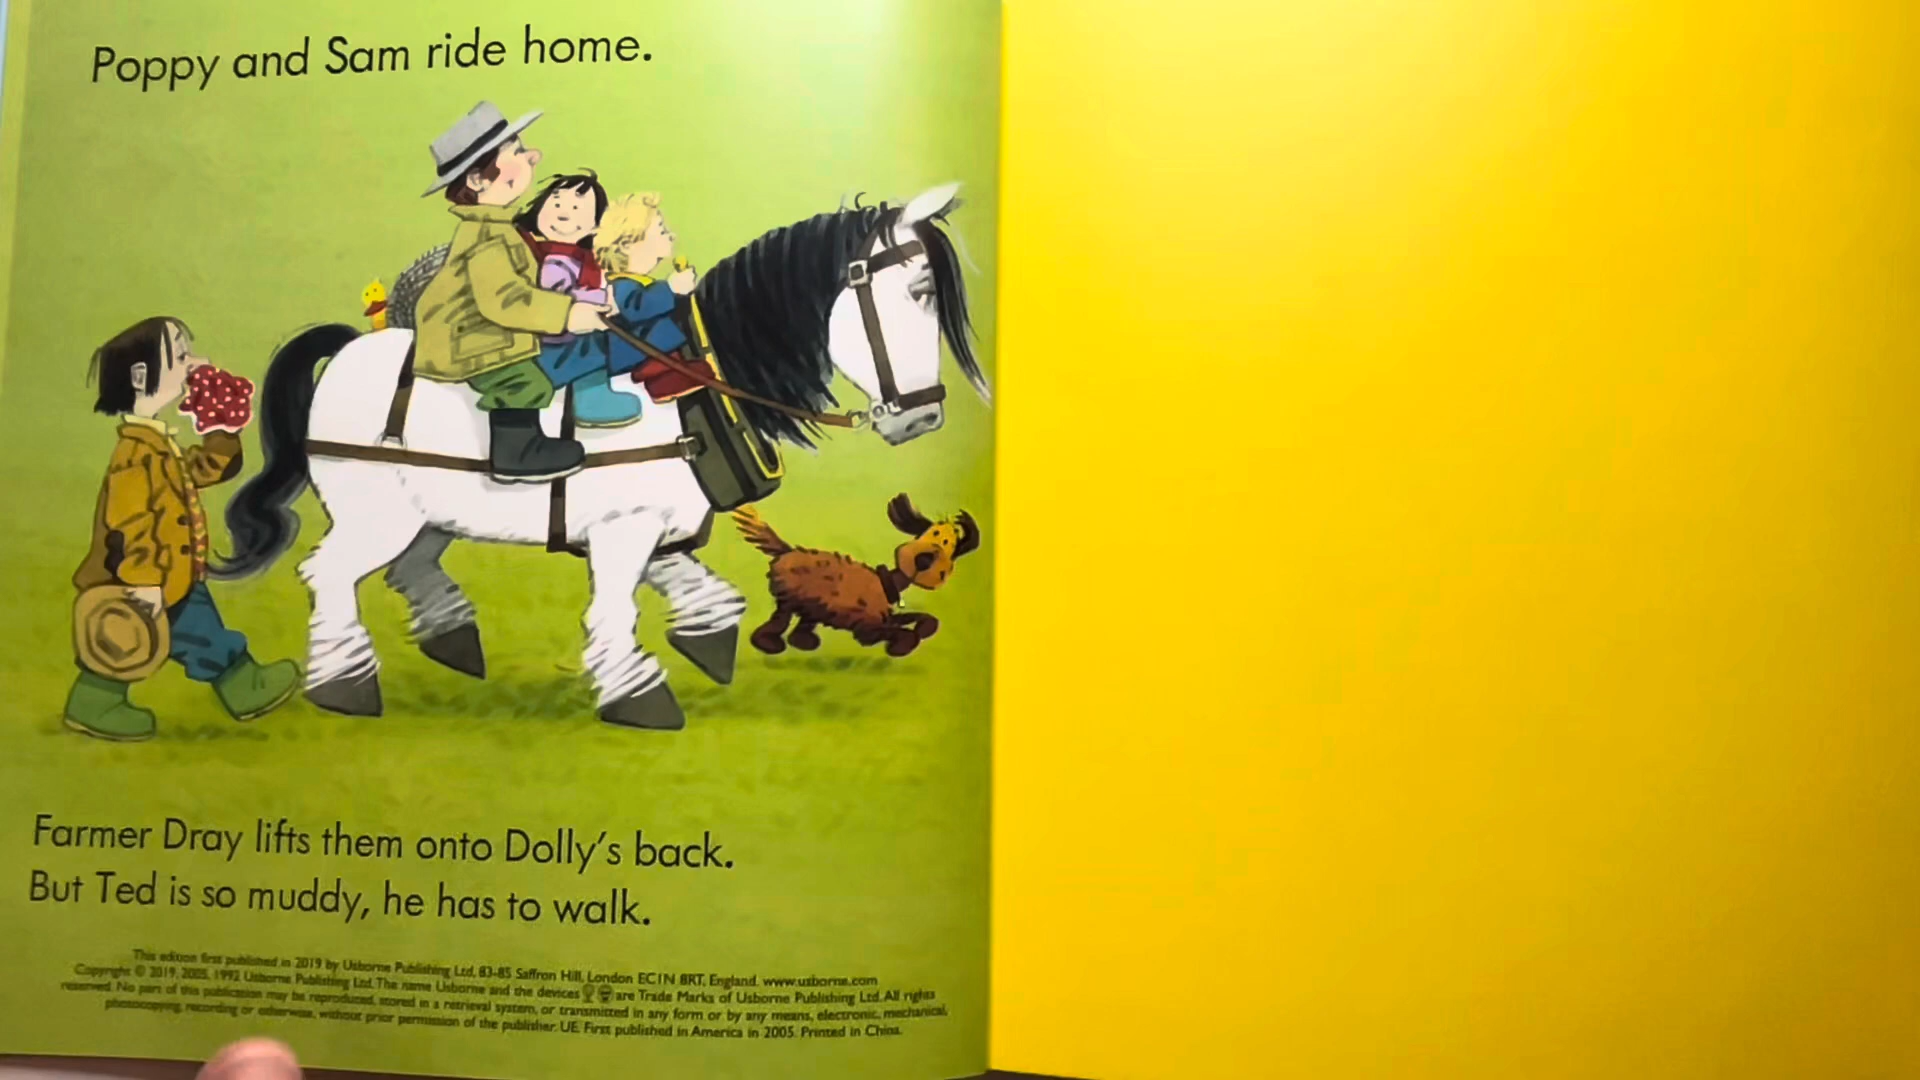 Poppy and Sam ride home.
Farmer Dray lifts them onto Dolly's back.
But Ted is so muddy, he has to walk.
This edition first published in 2019 by Usborne Publishing Ltd, 83-85 Saffron Hill, London EC1N 8RT, England. www.usborne.com
Copyright © 2019, 2005, 1992 Usborne Publishing Ltd. The name Usborne and the devices are Trade Marks of Usborne Publishing Ltd. All rights
reserved. No part of this publication may be reproduced, stored in a retrieval system, or transmitted in any form or by any means, electronic, mechanical,
photocopying, recording or otherwise, without prior permission of the publisher. UE. First published in America in 2005. Printed in China.